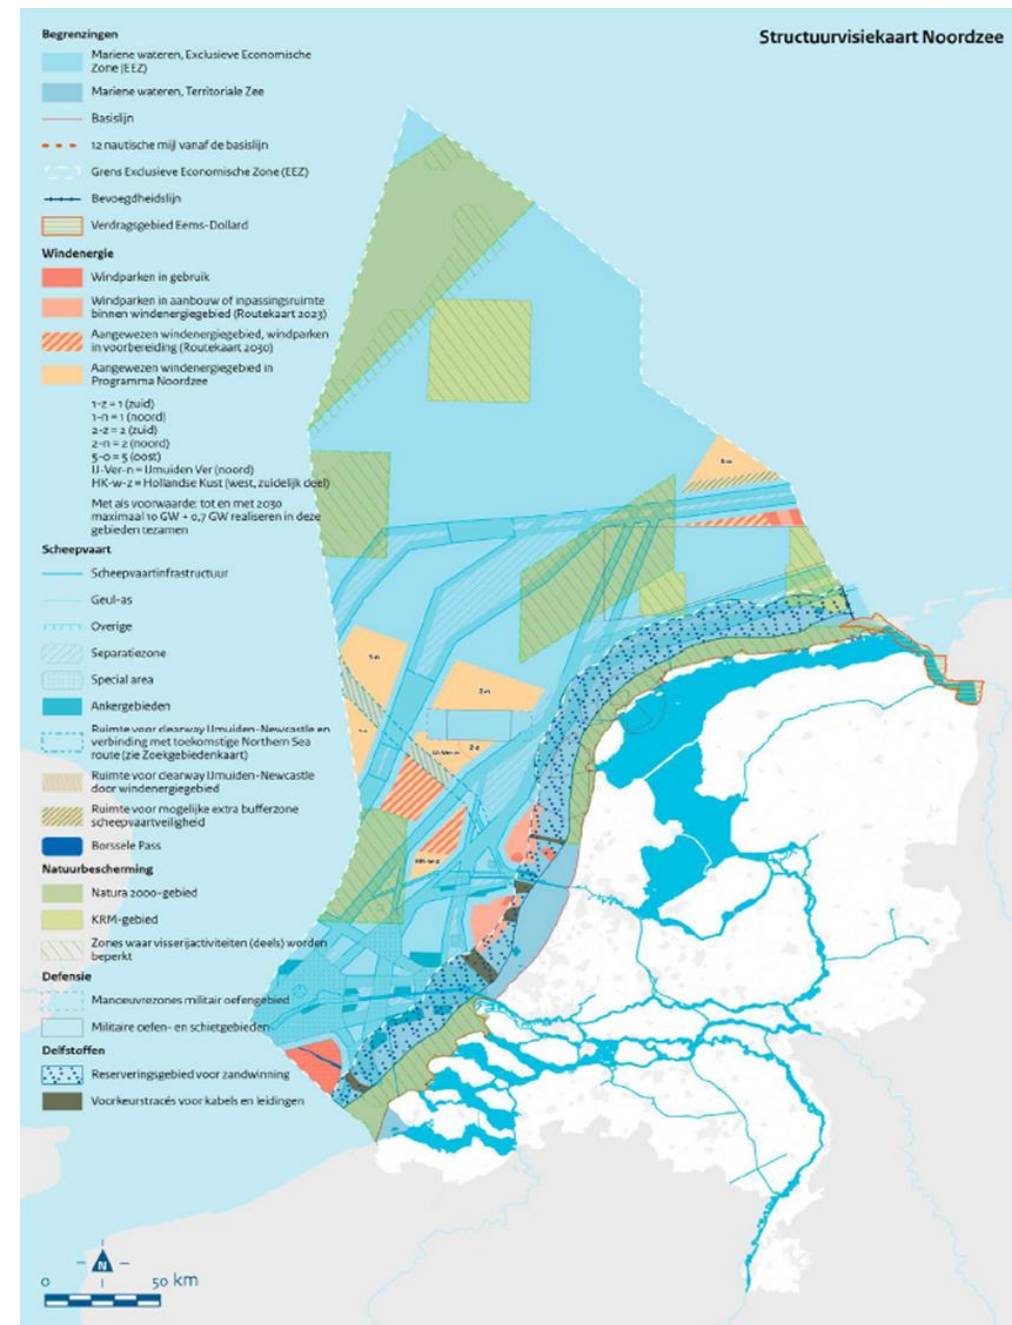 Structuurvisiekaart Noordzee
Begrenzingen
Mariene wateren, Exclusieve Economische
Zone (EEZ)
Mariene wateren, Territoriale Zee
Basislijn
12 nautische mijl vanaf de basislijn
Grens Exclusieve Economische Zone (EEZ)
Bevoegdheidslijn
Verdragsgebied Eems-Dollard
Windenergie
Windparken in gebruik
Windparken in aanbouw of inpassingsruimte
binnen windenergiegebied (Routekaart 2023)
Aangewezen windenergiegebied, windparken
in voorbereiding (Routekaart 2030)
Aangewezen windenergiegebied in
Programma Noordzee
1-z = 1 (zuid)
1-n = 1 (noord)
2-z = 2 (zuid)
2-n = 2 (noord)
5-o = 5 (oost)
IJ-Ver-n = IJmuiden Ver (noord)
HK-w-z = Hollandse Kust (west, zuidelijk deel)
Met als voorwaarde: tot en met 2030
maximaal 10 GW + 0,7 GW realiseren in deze
gebieden tezamen
Scheepvaart
Scheepvaartinfrastructuur
Geul-as
Overige
Separatiezone
Special area
Ankergebieden
Ruimte voor clearway IJmuiden-Newcastle en
verbinding met toekomstige Northern Sea
route (zie Zoekgebiedenkaart)
Ruimte voor clearway IJmuiden-Newcastle
door windenergiegebied
Ruimte voor mogelijke extra bufferzone
scheepvaartveiligheid
Borssele Pass
Natuurbescherming
Natura 2000-gebied
KRM-gebied
Zones waar visserijactiviteiten (deels) worden
beperkt
Defensie
Manoeuvrezones militair oefengebied
Militaire oefen- en schietgebieden
Delfstoffen
Reserveringsgebied voor zandwinning
Voorkeurstracés voor kabels en leidingen
N
0
50 km